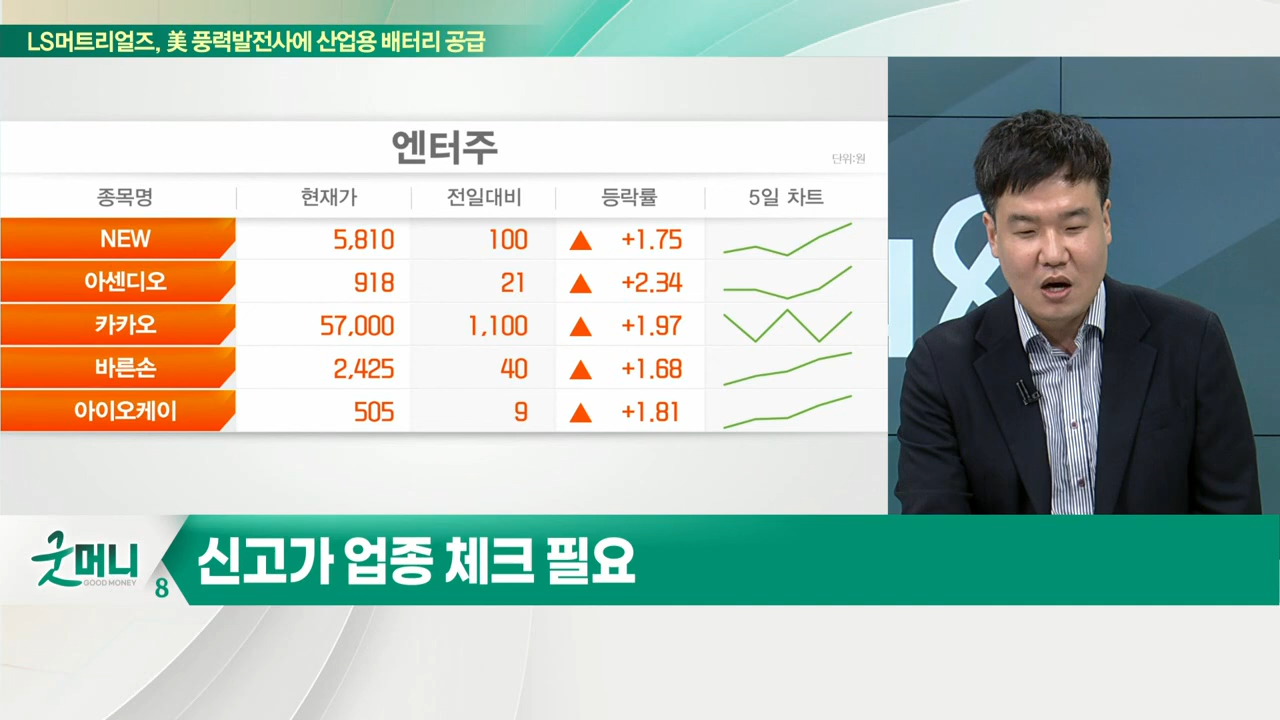 LS머트리얼즈, 美 풍력발전사에 산업용 배터리 공급
엔터주
단위:원
종목명 현재가 전일대비 등락률 5일 차트
NEW 5,810 100 ▲ +1.75
아센디오 918 21 ▲ +2.34
카카오 57,000 1,100 ▲ +1.97
바른손 2,425 40 ▲ +1.68
아이오케이 505 9 ▲ +1.81
굿머니
GOOD MONEY
8
신고가 업종 체크 필요